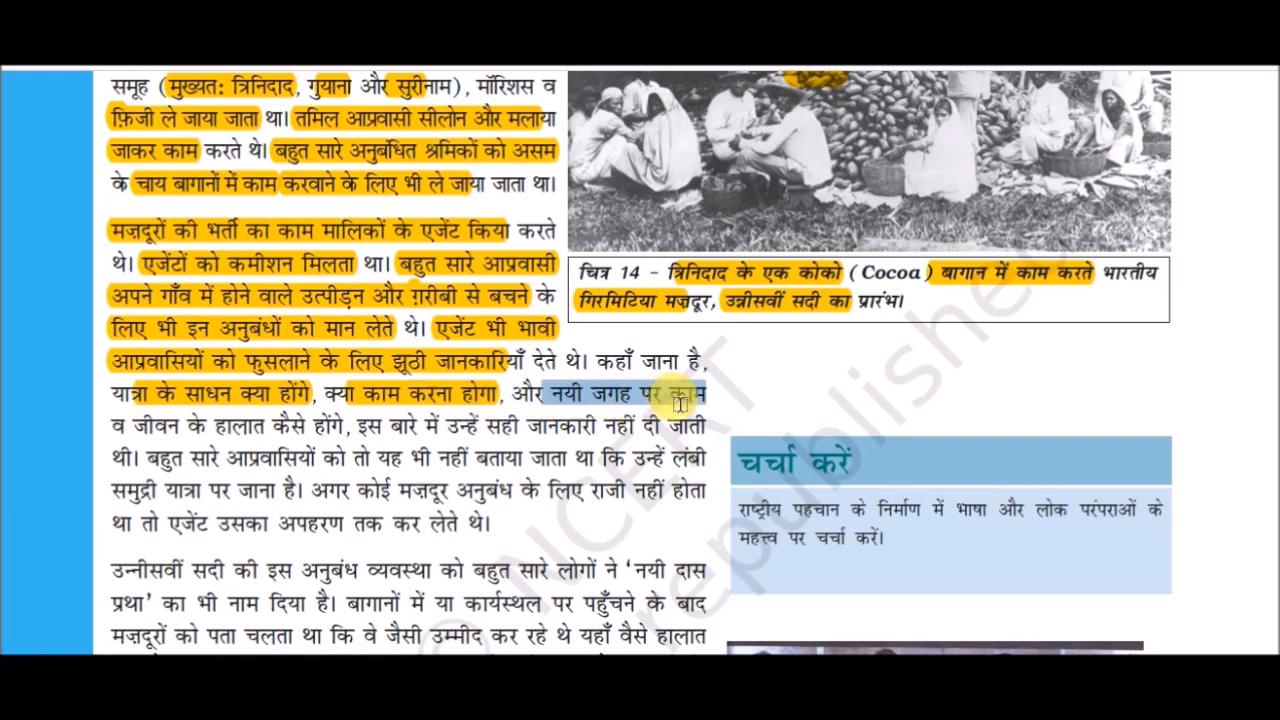 समूह (मुख्यत: त्रिनिदाद, गुयाना और सुरीनाम), मॉरिशस व
फ़िजी ले जाया जाता था। तमिल आप्रवासी सीलोन और मलाया
जाकर काम करते थे। बहुत सारे अनुबंधित श्रमिकों को असम
के चाय बागानों में काम करवाने के लिए भी ले जाया जाता था।
मज़दूरों की भर्ती का काम मालिकों के एजेंट किया करते
थे। एजेंटों को कमीशन मिलता था। बहुत सारे आप्रवासी
अपने गाँव में होने वाले उत्पीड़न और ग़रीबी से बचने के
लिए भी इन अनुबंधों को मान लेते थे। एजेंट भी भावी
आप्रवासियों को फुसलाने के लिए झूठी जानकारियाँ देते थे। कहाँ जाना है,
यात्रा के साधन क्या होंगे, क्या काम करना होगा, और नयी जगह पर काम
व जीवन के हालात कैसे होंगे, इस बारे में उन्हें सही जानकारी नहीं दी जाती
थी। बहुत सारे आप्रवासियों को तो यह भी नहीं बताया जाता था कि उन्हें लंबी
समुद्री यात्रा पर जाना है। अगर कोई मज़दूर अनुबंध के लिए राजी नहीं होता
था तो एजेंट उसका अपहरण तक कर लेते थे।
उन्नीसवीं सदी की इस अनुबंध व्यवस्था को बहुत सारे लोगों ने ‘नयी दास
प्रथा’ का भी नाम दिया है। बागानों में या कार्यस्थल पर पहुँचने के बाद
मज़दूरों को पता चलता था कि वे जैसी उम्मीद कर रहे थे यहाँ वैसे हालात
चित्र 14 – त्रिनिदाद के एक कोको (Cocoa) बागान में काम करते भारतीय
गिरमिटिया मज़दूर, उन्नीसवीं सदी का प्रारंभ।
चर्चा करें
राष्ट्रीय पहचान के निर्माण में भाषा और लोक परंपराओं के
महत्त्व पर चर्चा करें।
© NCERT
republished